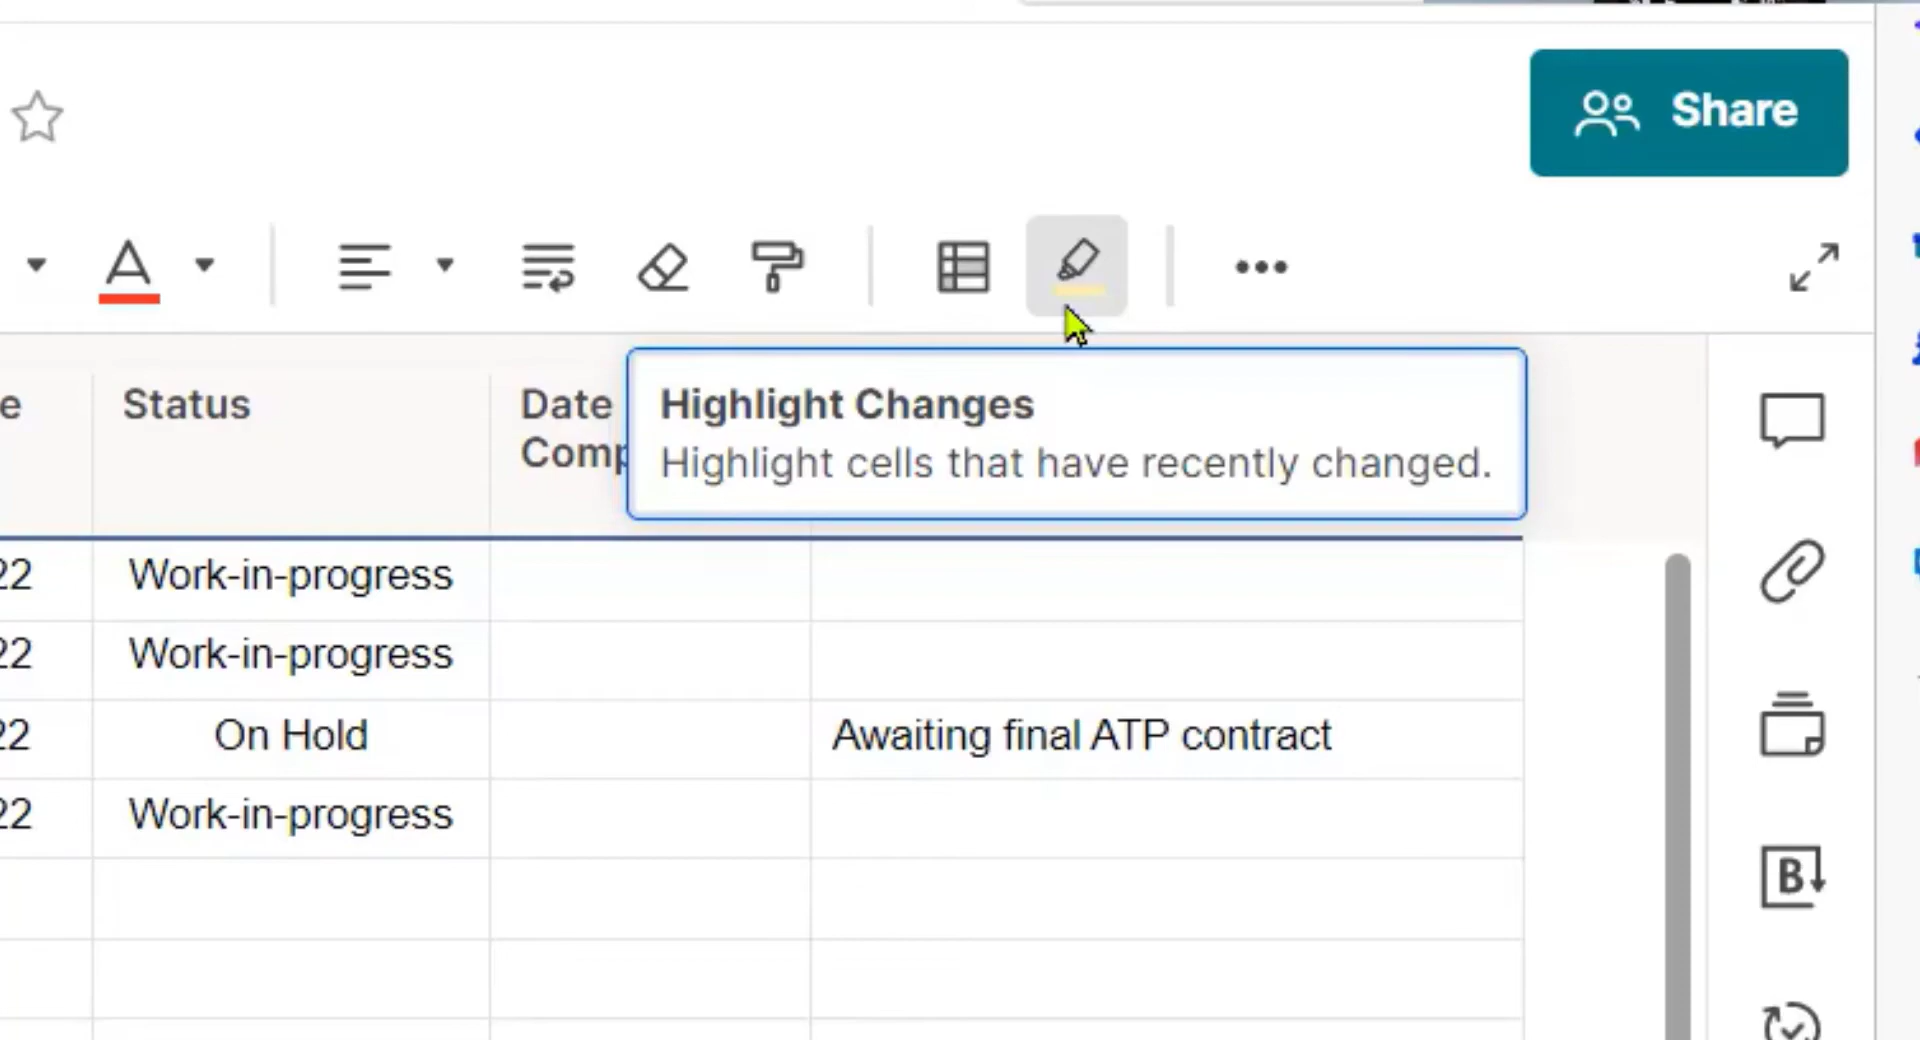 Share
A
e
Status
Date
Comp
Highlight Changes
Highlight cells that have recently changed.
22 Work-in-progress
22 Work-in-progress
22 On Hold Awaiting final ATP contract
22 Work-in-progress
B